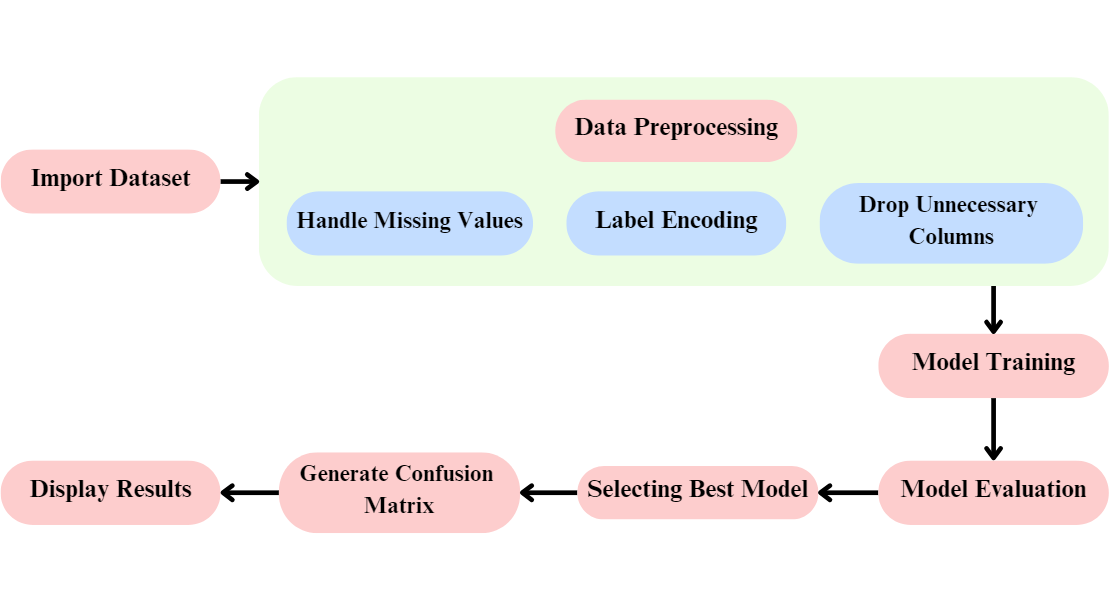 Data Preprocessing
Import Dataset
Handle Missing Values
Label Encoding
Drop Unnecessary
Columns
Model Training
Model Evaluation
Selecting Best Model
Generate Confusion
Matrix
Display Results